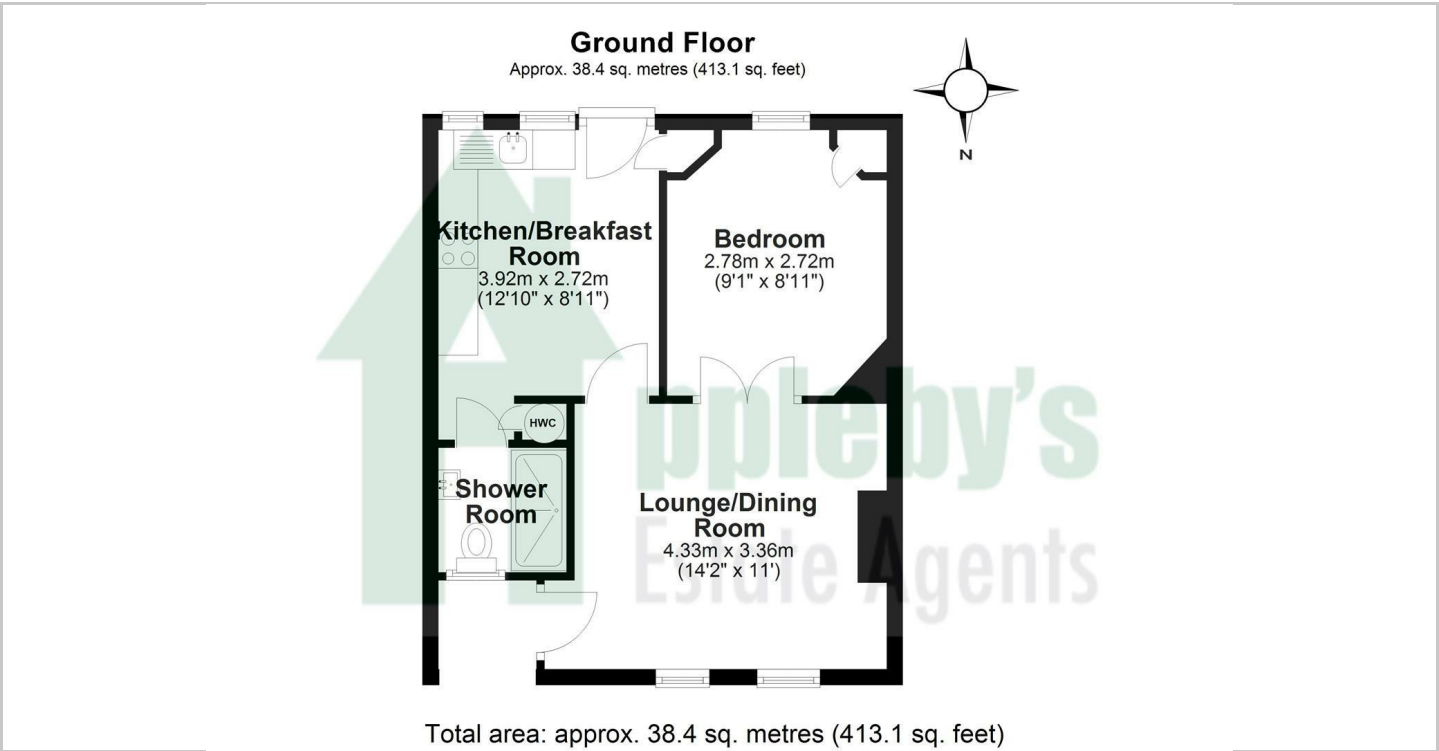 Ground Floor
Approx. 38.4 sq. metres (413.1 sq. feet)
N
Kitchen/Breakfast
Room
3.92m x 2.72m
(12'10" x 8'11")
Bedroom
2.78m x 2.72m
(9'1" x 8'11")
HWC
Shower
Room
Lounge/Dining
Room
4.33m x 3.36m
(14'2" x 11')
ppleby's
Estate Agents
Total area: approx. 38.4 sq. metres (413.1 sq. feet)